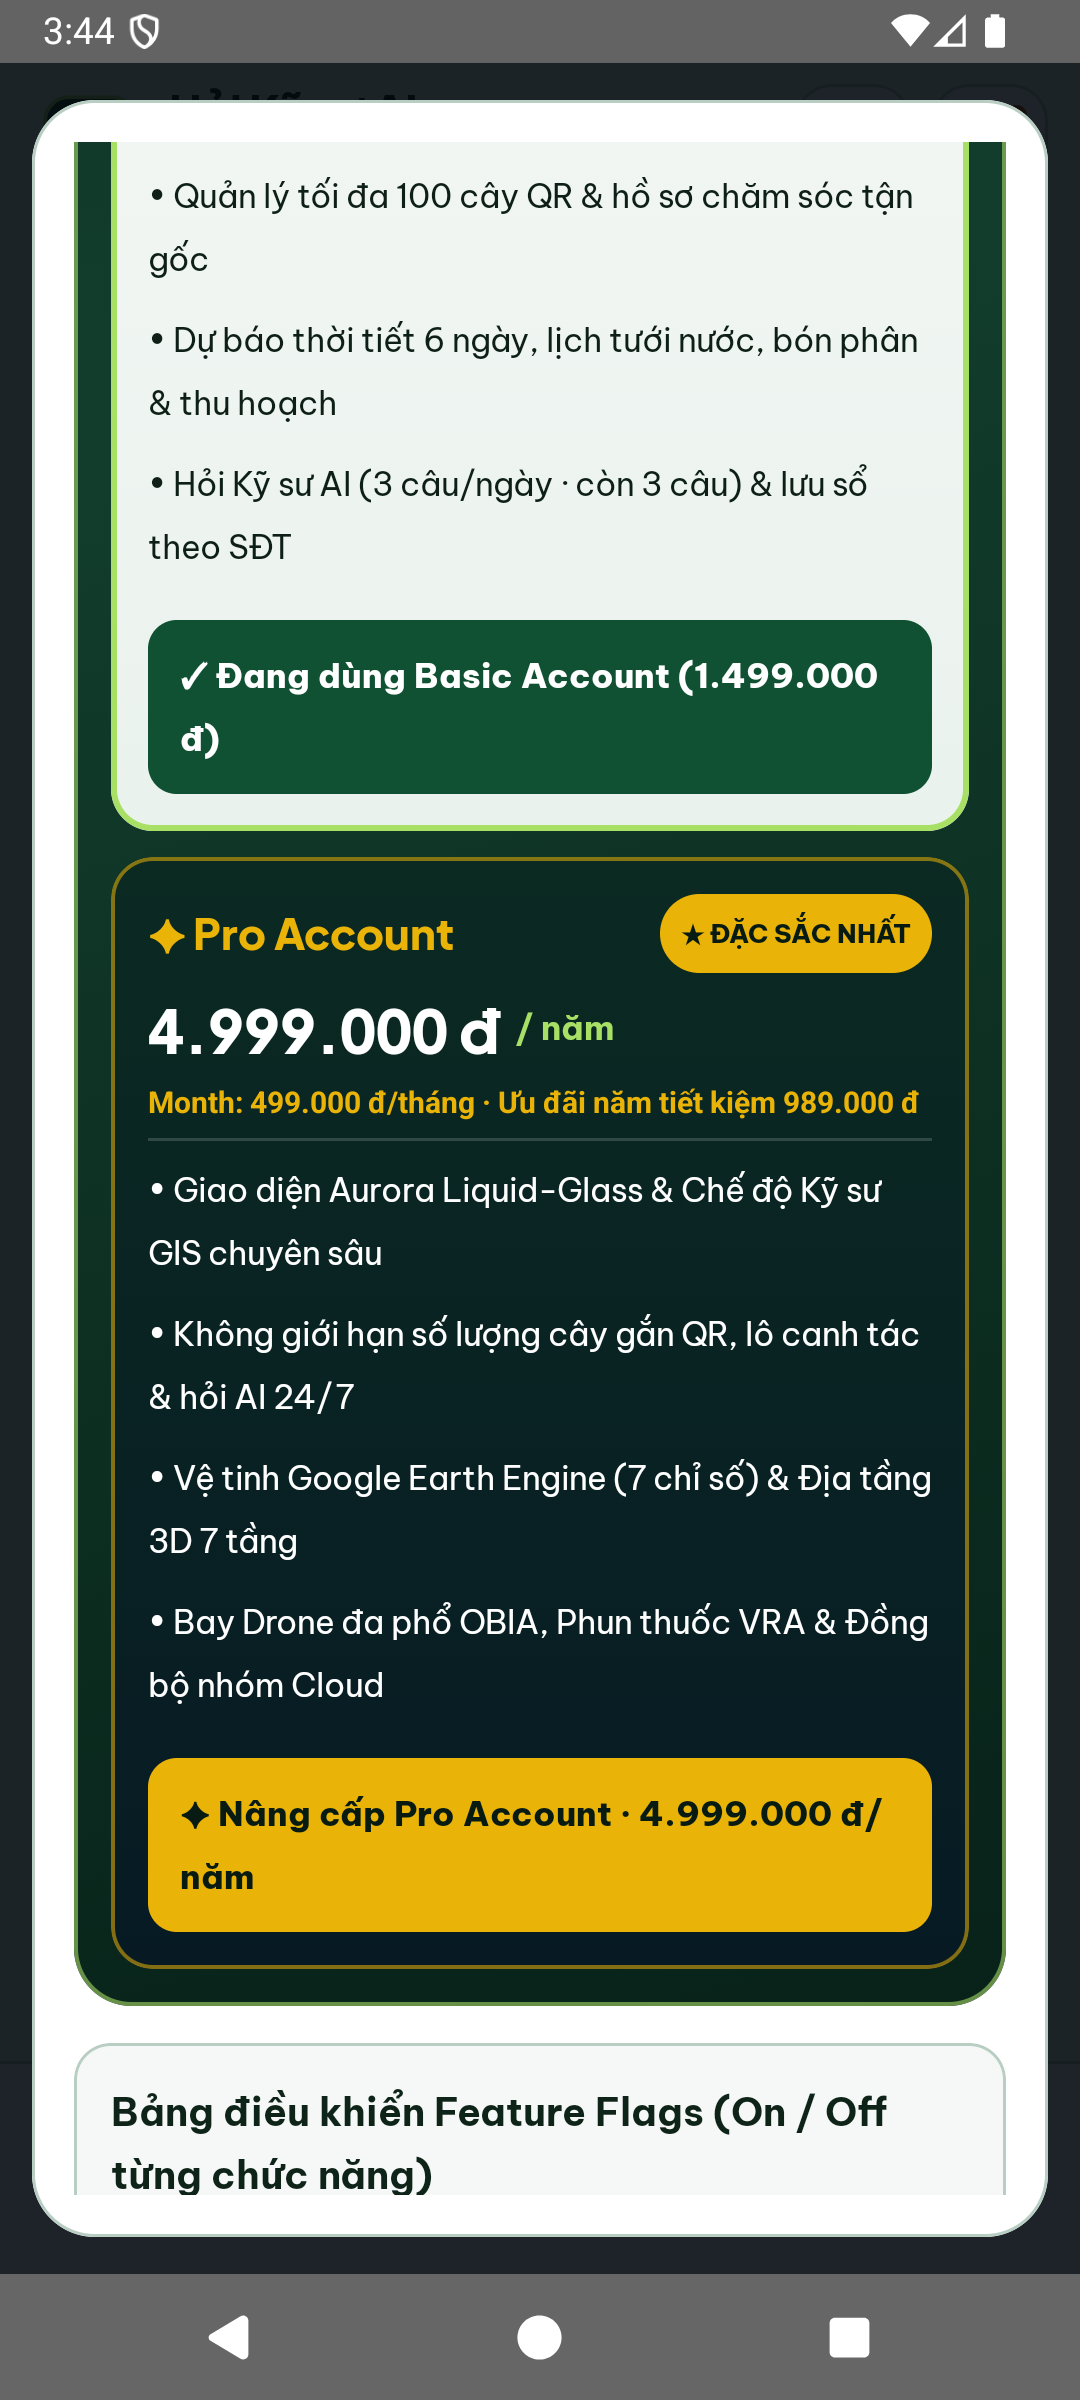 3:44
• Quản lý tối đa 100 cây QR & hồ sơ chăm sóc tận
gốc
• Dự báo thời tiết 6 ngày, lịch tưới nước, bón phân
& thu hoạch
• Hỏi Kỹ sư AI (3 câu/ngày · còn 3 câu) & lưu sổ
theo SĐT
✓ Đang dùng Basic Account (1.499.000
đ)
✦ Pro Account
★ ĐẶC SẮC NHẤT
4.999.000 đ / năm
Month: 499.000 đ/tháng · Ưu đãi năm tiết kiệm 989.000 đ
• Giao diện Aurora Liquid-Glass & Chế độ Kỹ sư
GIS chuyên sâu
• Không giới hạn số lượng cây gắn QR, lô canh tác
& hỏi AI 24/7
• Vệ tinh Google Earth Engine (7 chỉ số) & Địa tầng
3D 7 tầng
• Bay Drone đa phổ OBIA, Phun thuốc VRA & Đồng
bộ nhóm Cloud
✦ Nâng cấp Pro Account · 4.999.000 đ/
năm
Bảng điều khiển Feature Flags (On / Off
từng chức năng)